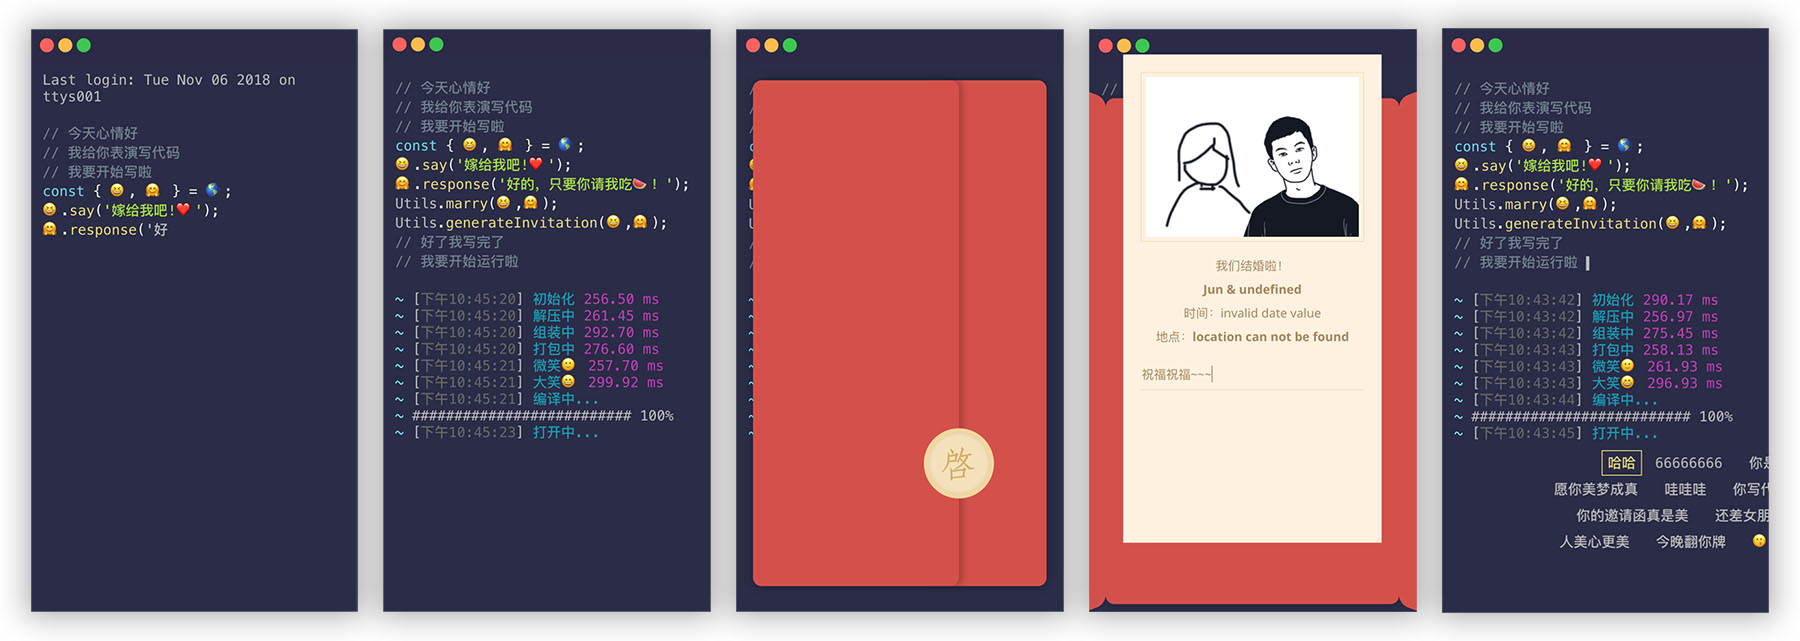 Last login: Tue Nov 06 2018 on
ttys001
// 今天心情好
// 我给你表演写代码
// 我要开始写啦
const { 😆, 🤗 } = 🌎;
😆.say('嫁给我吧!❤️');
🤗.response('好
// 今天心情好
// 我给你表演写代码
// 我要开始写啦
const { 😆, 🤗 } = 🌎;
😆.say('嫁给我吧!❤️');
🤗.response('好的, 只要你请我吃🍉! ');
Utils.marry(😆,🤗);
Utils.generateInvitation(😆,🤗);
// 好了我写完了
// 我要开始运行啦
~ [下午10:45:20] 初始化 256.50 ms
~ [下午10:45:20] 解压中 261.45 ms
~ [下午10:45:20] 组装中 292.70 ms
~ [下午10:45:20] 打包中 276.60 ms
~ [下午10:45:21] 微笑🙂 257.70 ms
~ [下午10:45:21] 大笑😀 299.92 ms
~ [下午10:45:21] 编译中...
~ ########################## 100%
~ [下午10:45:23] 打开中...
啓
//
我们结婚啦!
Jun & undefined
时间: invalid date value
地点: location can not be found
祝福祝福~~~
// 今天心情好
// 我给你表演写代码
// 我要开始写啦
const { 😆, 🤗 } = 🌎;
😆.say('嫁给我吧!❤️');
🤗.response('好的, 只要你请我吃🍉! ');
Utils.marry(😆,🤗);
Utils.generateInvitation(😆,🤗);
// 好了我写完了
// 我要开始运行啦
~ [下午10:43:42] 初始化 290.17 ms
~ [下午10:43:42] 解压中 256.97 ms
~ [下午10:43:42] 组装中 275.45 ms
~ [下午10:43:43] 打包中 258.13 ms
~ [下午10:43:43] 微笑🙂 261.93 ms
~ [下午10:43:43] 大笑😀 296.93 ms
~ [下午10:43:44] 编译中...
~ ########################## 100%
~ [下午10:43:45] 打开中...
哈哈 66666666 你是
愿你美梦成真 哇哇哇 你写代
你的邀请函真是美 还差女朋
人美心更美 今晚翻你牌 😗